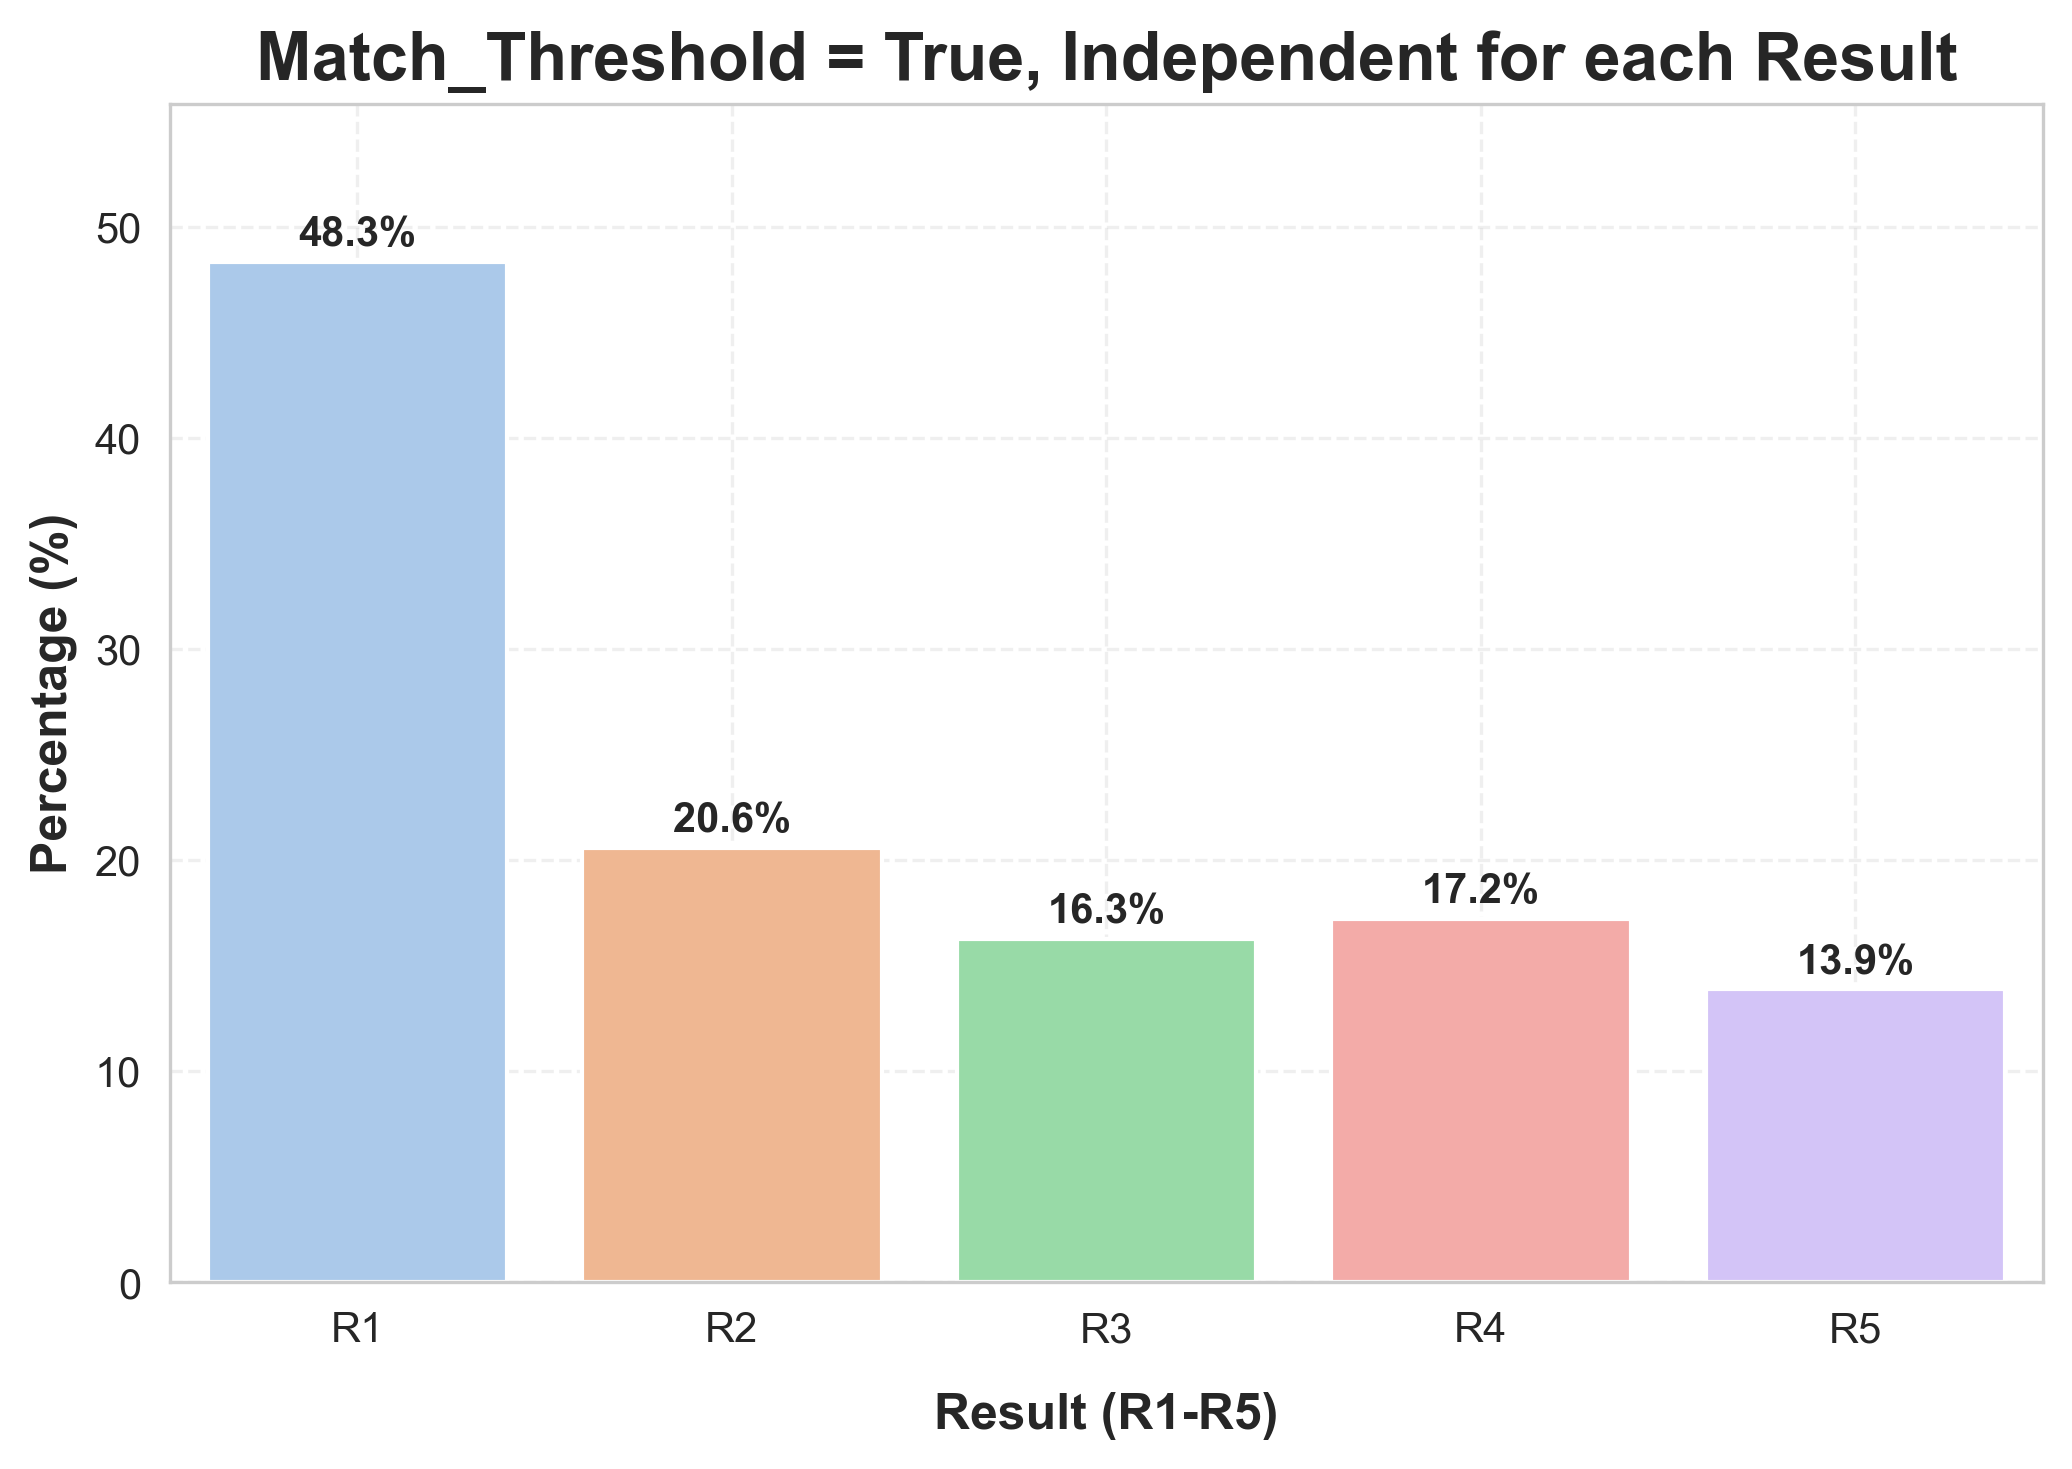 Match_Threshold = True, Independent for each Result
Percentage (%)
50
40
30
20
10
0
48.3%
20.6%
16.3%
17.2%
13.9%
R1
R2
R3
R4
R5
Result (R1-R5)